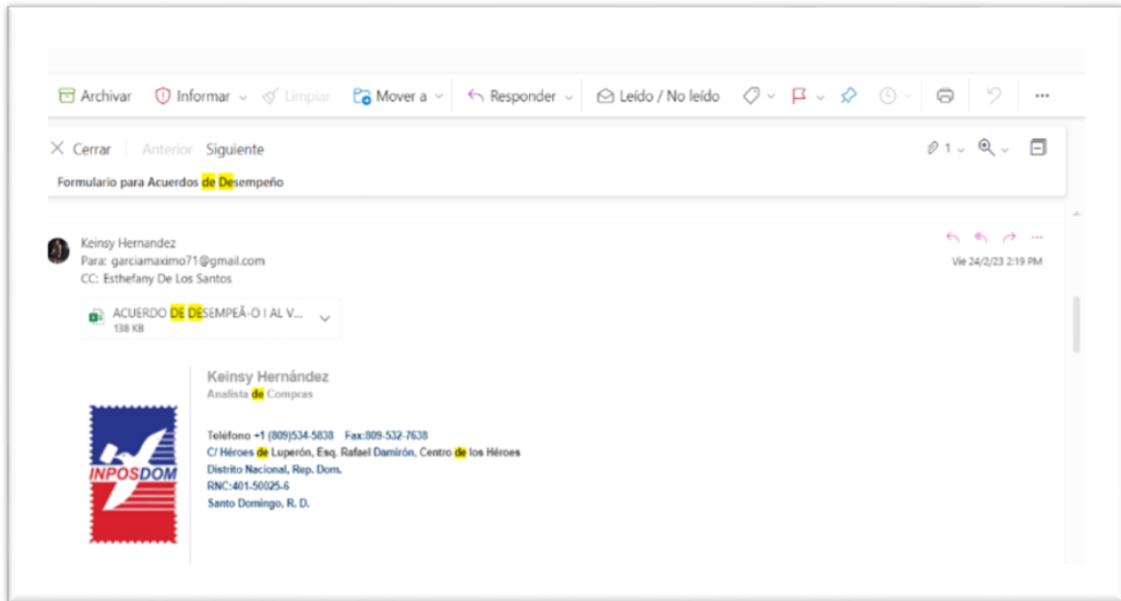 Archivar Informar Limpiar Mover a Responder Leído / No leído
Cerrar Anterior Siguiente 1
Formulario para Acuerdos de Desempeño
Keinsy Hernandez
Para: garciamaximo71@gmail.com
CC: Esthefany De Los Santos
Vie 24/2/23 2:19 PM
ACUERDO DE DESEMPEÃ-O I AL V...
138 KB
Keinsy Hernández
Analista de Compras
Teléfono +1 (809)534-5838 Fax:809-532-7638
C/ Héroes de Luperón, Esq. Rafael Damirón, Centro de los Héroes
Distrito Nacional, Rep. Dom.
RNC:401-50025-6
Santo Domingo, R. D.
INPOSDOM